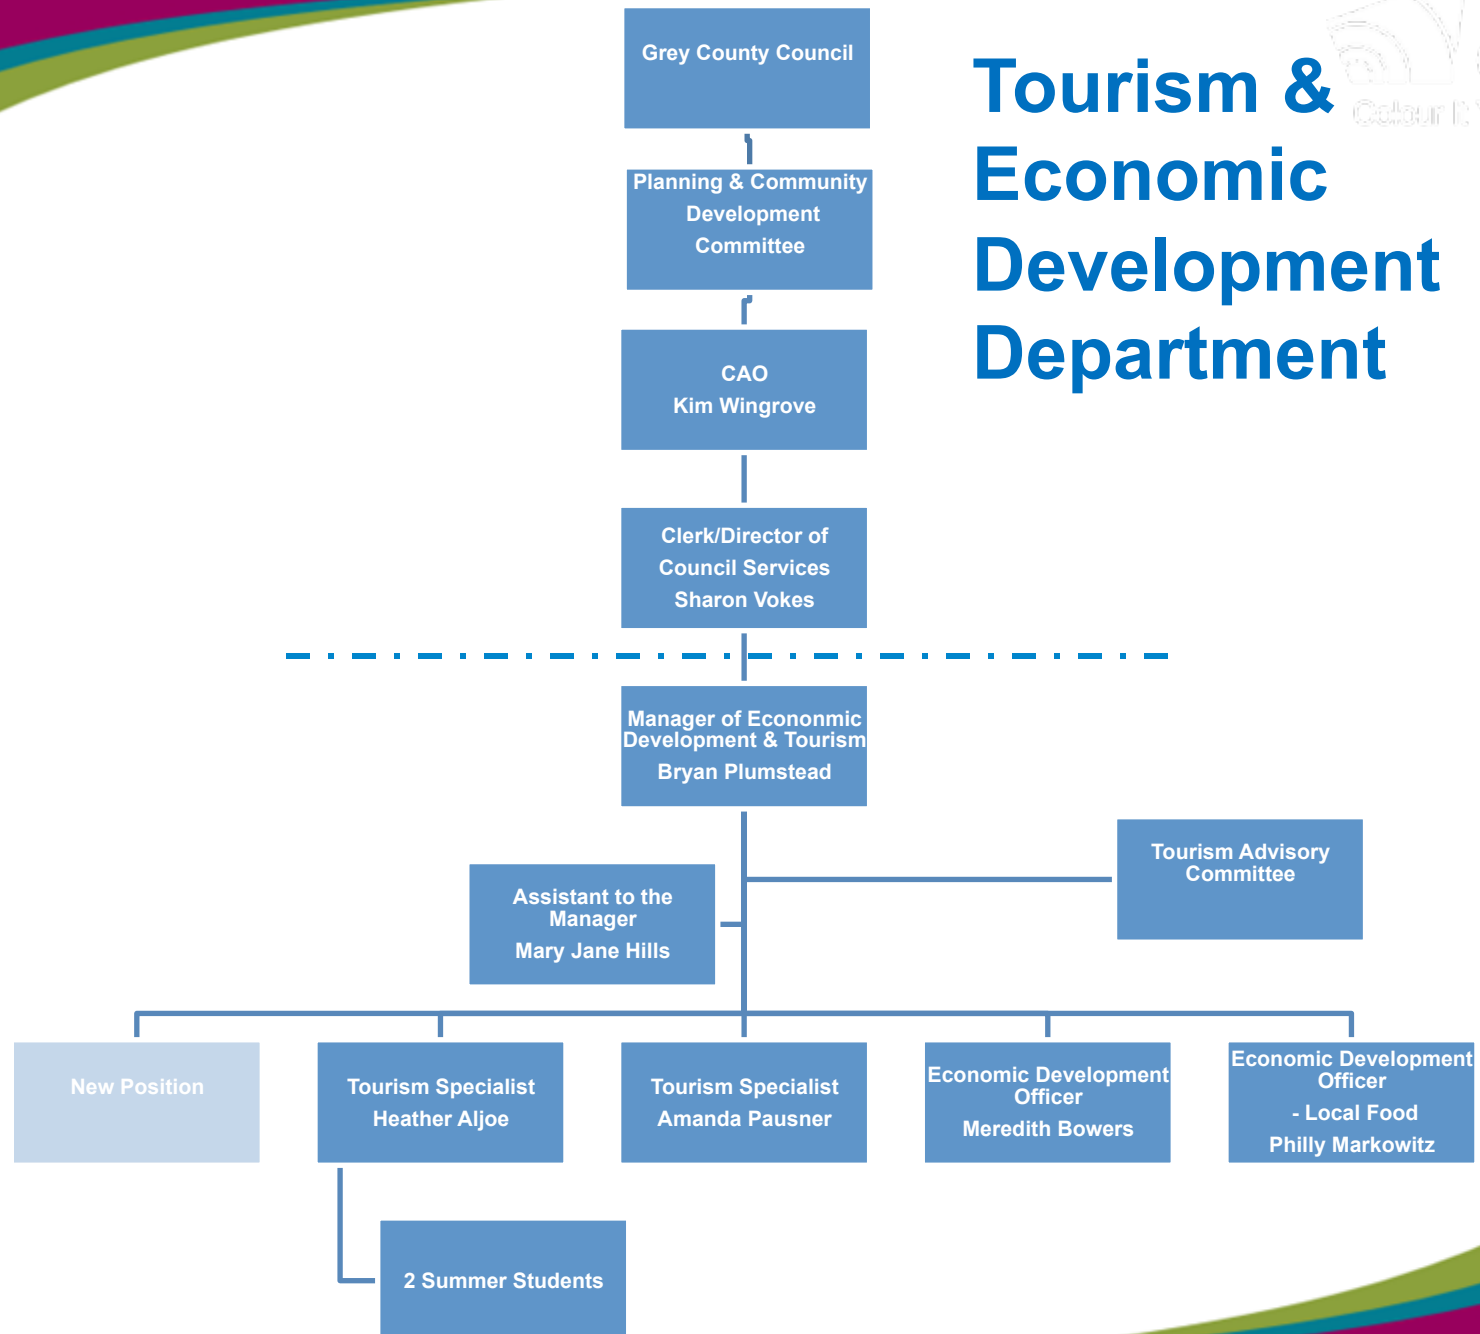 Grey County Council
Tourism &
Economic
Development
Department
Planning & Community
Development
Committee
CAO
Kim Wingrove
Clerk/Director of
Council Services
Sharon Vokes
Manager of Econonmic
Development & Tourism
Bryan Plumstead
Tourism Advisory
Committee
Assistant to the
Manager
Mary Jane Hills
New Position
Tourism Specialist
Heather Aljoe
Tourism Specialist
Amanda Pausner
Economic Development
Officer
Meredith Bowers
Economic Development
Officer
- Local Food
Philly Markowitz
2 Summer Students